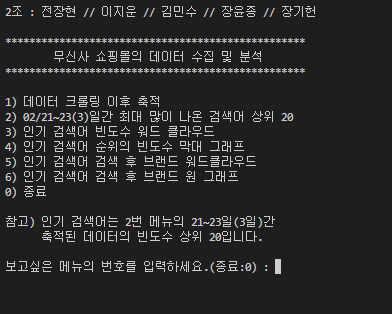 2조 : 전장현 // 이지운 // 김민수 // 장윤종 // 장기헌
**************************************************
무신사 쇼핑몰의 데이터 수집 및 분석
**************************************************
1) 데이터 크롤링 이후 축적
2) 02/21~23(3)일간 최대 많이 나온 검색어 상위 20
3) 인기 검색어 빈도수 워드 클라우드
4) 인기 검색어 순위의 빈도수 막대 그래프
5) 인기 검색어 검색 후 브랜드 워드클라우드
6) 인기 검색어 검색 후 브랜드 원 그래프
0) 종료
참고) 인기 검색어는 2번 메뉴의 21~23일(3일)간
축적된 데이터의 빈도수 상위 20입니다.
보고싶은 메뉴의 번호를 입력하세요.(종료:0) :